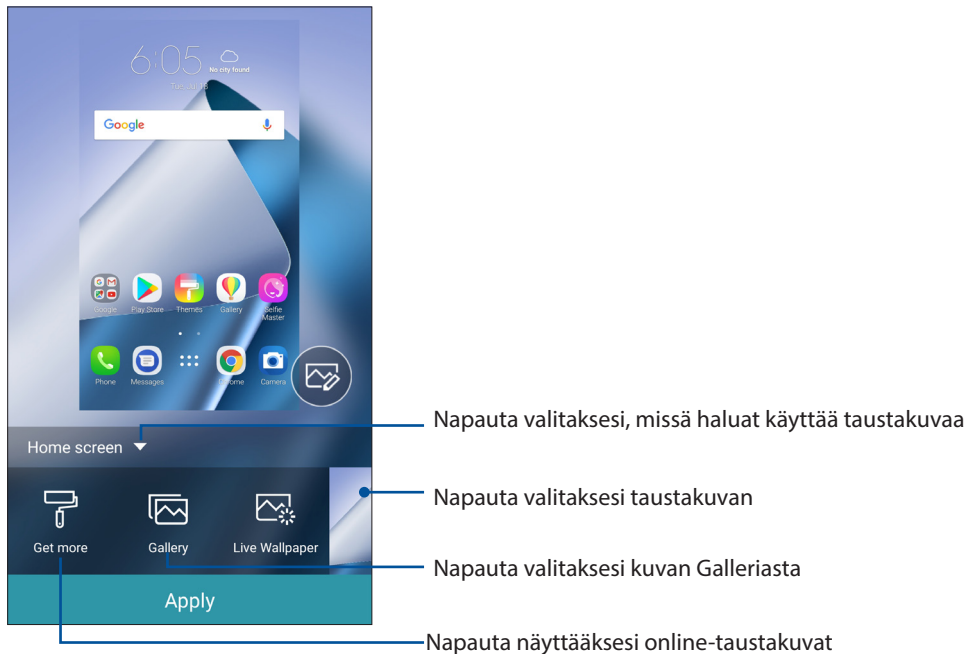 6:05
No city found
Google
Google Play Store Themes Gallery Selfie Master
Phone Messages Chrome Camera
Home screen
Get more Gallery Live Wallpaper
Apply
Napauta valitaksesi, missä haluat käyttää taustakuvaa
Napauta valitaksesi taustakuvan
Napauta valitaksesi kuvan Galleriasta
Napauta näyttääksesi online-taustakuvat